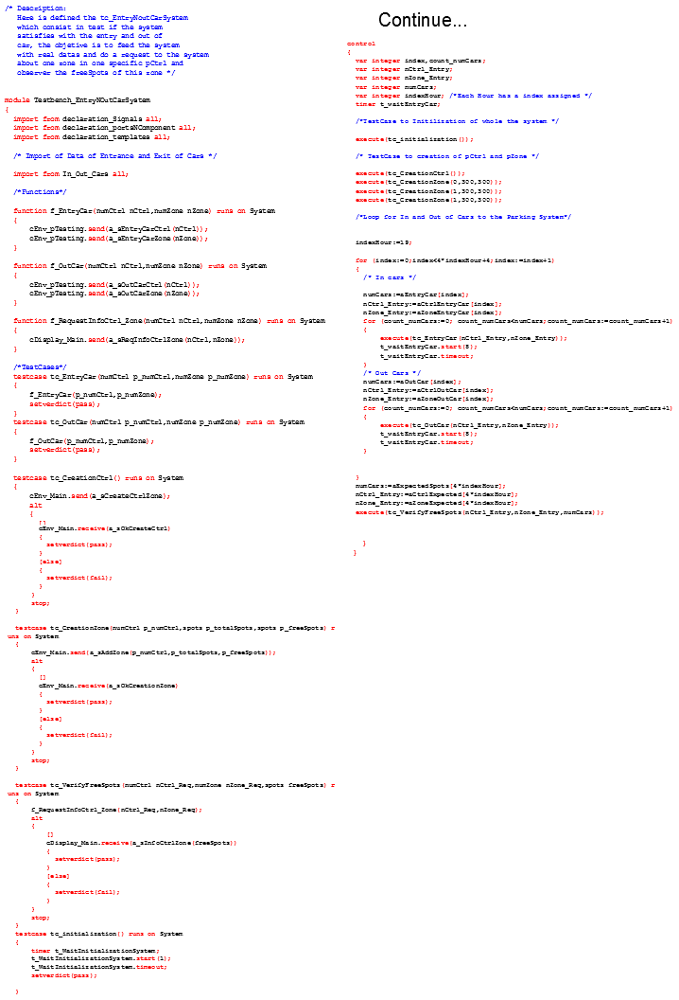 /* Description:
Here is defined the tc_EntryNoutCarSystem
which consist in test if the system
satisfies with the entry and out of
car, the objetive is to feed the system
with real datas and do a request to the system
about one zone in one specific pCtrl and
observe the freeSpots of this zone */
module Testbench_EntryNOutCarSystem
{
import from declaration_Signals all;
import from declaration_portsNComponent all;
import from declaration_templates all;
/* Import of Data of Entrance and Exit of Cars */
import from In_Out_Cars all;
/*Functions*/
function f_EntryCar(numCtrl nCtrl,numZone nZone) runs on System
{
cEnv_pTesting.send(a_sEntryCarCtrl(nCtrl));
cEnv_pTesting.send(a_sEntryCarZone(nZone));
}
function f_OutCar(numCtrl nCtrl,numZone nZone) runs on System
{
cEnv_pTesting.send(a_sOutCarCtrl(nCtrl));
cEnv_pTesting.send(a_sOutCarZone(nZone));
}
function f_RequestInfoCtrl_Zone(numCtrl nCtrl,numZone nZone) runs on System
{
cDisplay_Main.send(a_sReqInfoCtrlZone(nCtrl,nZone));
}
/*TestCases*/
testcase tc_EntryCar(numCtrl p_numCtrl,numZone p_numZone) runs on System
{
f_EntryCar(p_numCtrl,p_numZone);
setverdict(pass);
}
testcase tc_OutCar(numCtrl p_numCtrl,numZone p_numZone) runs on System
{
f_OutCar(p_numCtrl,p_numZone);
setverdict(pass);
}
testcase tc_CreationCtrl() runs on System
{
cEnv_Main.send(a_sCreateCtrlZone);
alt
{
[]
cEnv_Main.receive(a_sOkCreateCtrl)
{
setverdict(pass);
}
[else]
{
setverdict(fail);
}
}
stop;
}
testcase tc_CreationZone(numCtrl p_numCtrl,spots p_totalSpots,spots p_freeSpots) r
uns on System
{
cEnv_Main.send(a_sAddZone(p_numCtrl,p_totalSpots,p_freeSpots));
alt
{
[]
cEnv_Main.receive(a_sOkCreationZone)
{
setverdict(pass);
}
[else]
{
setverdict(fail);
}
}
stop;
}
testcase tc_VerifyFreeSpots(numCtrl nCtrl_Req,numZone nZone_Req,spots freeSpots) r
uns on System
{
f_RequestInfoCtrl_Zone(nCtrl_Req,nZone_Req);
alt
{
[]
cDisplay_Main.receive(a_sInfoCtrlZone(freeSpots))
{
setverdict(pass);
}
[else]
{
setverdict(fail);
}
}
stop;
}
testcase tc_initialization() runs on System
{
timer t_WaitInitializationSystem;
t_WaitInitializationSystem.start(1);
t_WaitInitializationSystem.timeout;
setverdict(pass);
}
Continue...
control
{
var integer index,count_numCars;
var integer nCtrl_Entry;
var integer nZone_Entry;
var integer numCars;
var integer indexHour; /*Each Hour has a index assigned */
timer t_waitEntryCar;
/*TestCase to Initilization of whole the system */
execute(tc_initialization());
/* TestCase to creation of pCtrl and pZone */
execute(tc_CreationCtrl());
execute(tc_CreationZone(0,300,300));
execute(tc_CreationZone(1,300,300));
execute(tc_CreationZone(1,300,300));
/*Loop for In and Out of Cars to the Parking System*/
indexHour:=19;
for (index:=0;index<4*indexHour+4;index:=index+1)
{
/* In cars */
numCars:=aEntryCar[index];
nCtrl_Entry:=aCtrlEntryCar[index];
nZone_Entry:=aZoneEntryCar[index];
for (count_numCars:=0; count_numCars<numCars;count_numCars:=count_numCars+1)
{
execute(tc_EntryCar(nCtrl_Entry,nZone_Entry));
t_waitEntryCar.start(5);
t_waitEntryCar.timeout;
}
/* Out Cars */
numCars:=aOutCar[index];
nCtrl_Entry:=aCtrlOutCar[index];
nZone_Entry:=aZoneOutCar[index];
for (count_numCars:=0; count_numCars<numCars;count_numCars:=count_numCars+1)
{
execute(tc_OutCar(nCtrl_Entry,nZone_Entry));
t_waitEntryCar.start(5);
t_waitEntryCar.timeout;
}
}
numCars:=aExpectedSpots[4*indexHour];
nCtrl_Entry:=aCtrlExpected[4*indexHour];
nZone_Entry:=aZoneExpected[4*indexHour];
execute(tc_VerifyFreeSpots(nCtrl_Entry,nZone_Entry,numCars));
}
}